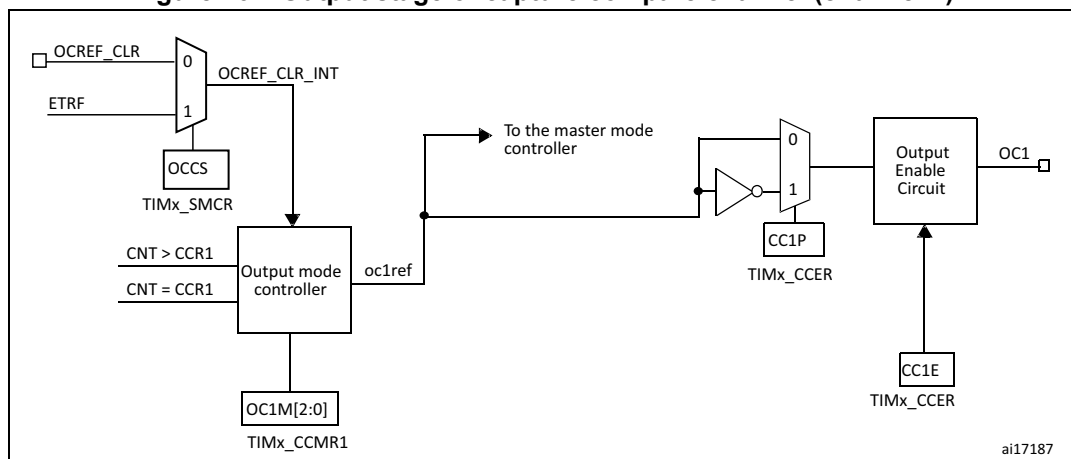 OCREF_CLR
0
OCREF_CLR_INT
ETRF
1
OCCS
TIMx_SMCR
To the master mode
controller
0
1
CC1P
TIMx_CCER
Output
Enable
Circuit
OC1
CNT > CCR1
CNT = CCR1
Output mode
controller
oc1ref
CC1E
TIMx_CCER
OC1M[2:0]
TIMx_CCMR1
ai17187